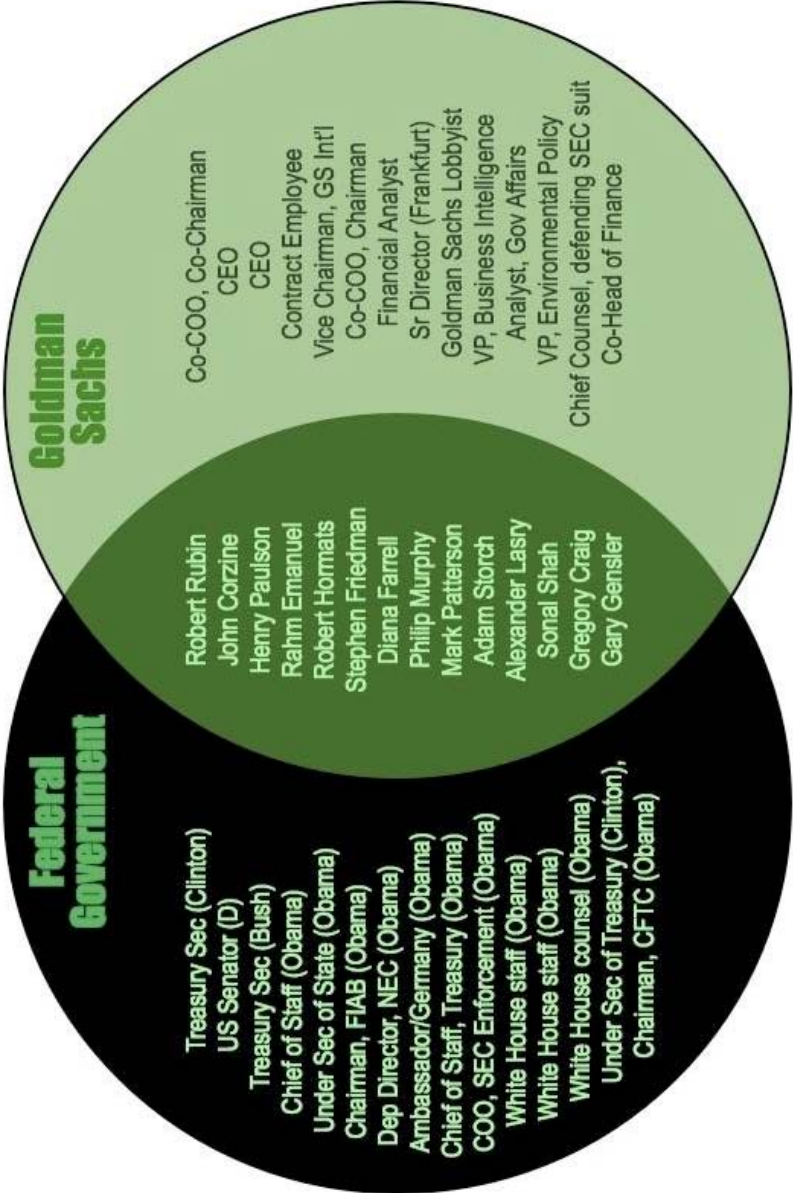 Federal
Government
Treasury Sec (Clinton)
US Senator (D)
Treasury Sec (Bush)
Chief of Staff (Obama)
Under Sec of State (Obama)
Chairman, FIAB (Obama)
Dep Director, NEC (Obama)
Ambassador/Germany (Obama)
Chief of Staff, Treasury (Obama)
COO, SEC Enforcement (Obama)
White House staff (Obama)
White House staff (Obama)
White House counsel (Obama)
Under Sec of Treasury (Clinton),
Chairman, CFTC (Obama)
Robert Rubin
John Corzine
Henry Paulson
Rahm Emanuel
Robert Hormats
Stephen Friedman
Diana Farrell
Philip Murphy
Mark Patterson
Adam Storch
Alexander Lasry
Sonal Shah
Gregory Craig
Gary Gensler
Goldman
Sachs
Co-COO, Co-Chairman
CEO
CEO
Contract Employee
Vice Chairman, GS Int'l
Co-COO, Chairman
Financial Analyst
Sr Director (Frankfurt)
Goldman Sachs Lobbyist
VP, Business Intelligence
Analyst, Gov Affairs
VP, Environmental Policy
Chief Counsel, defending SEC suit
Co-Head of Finance